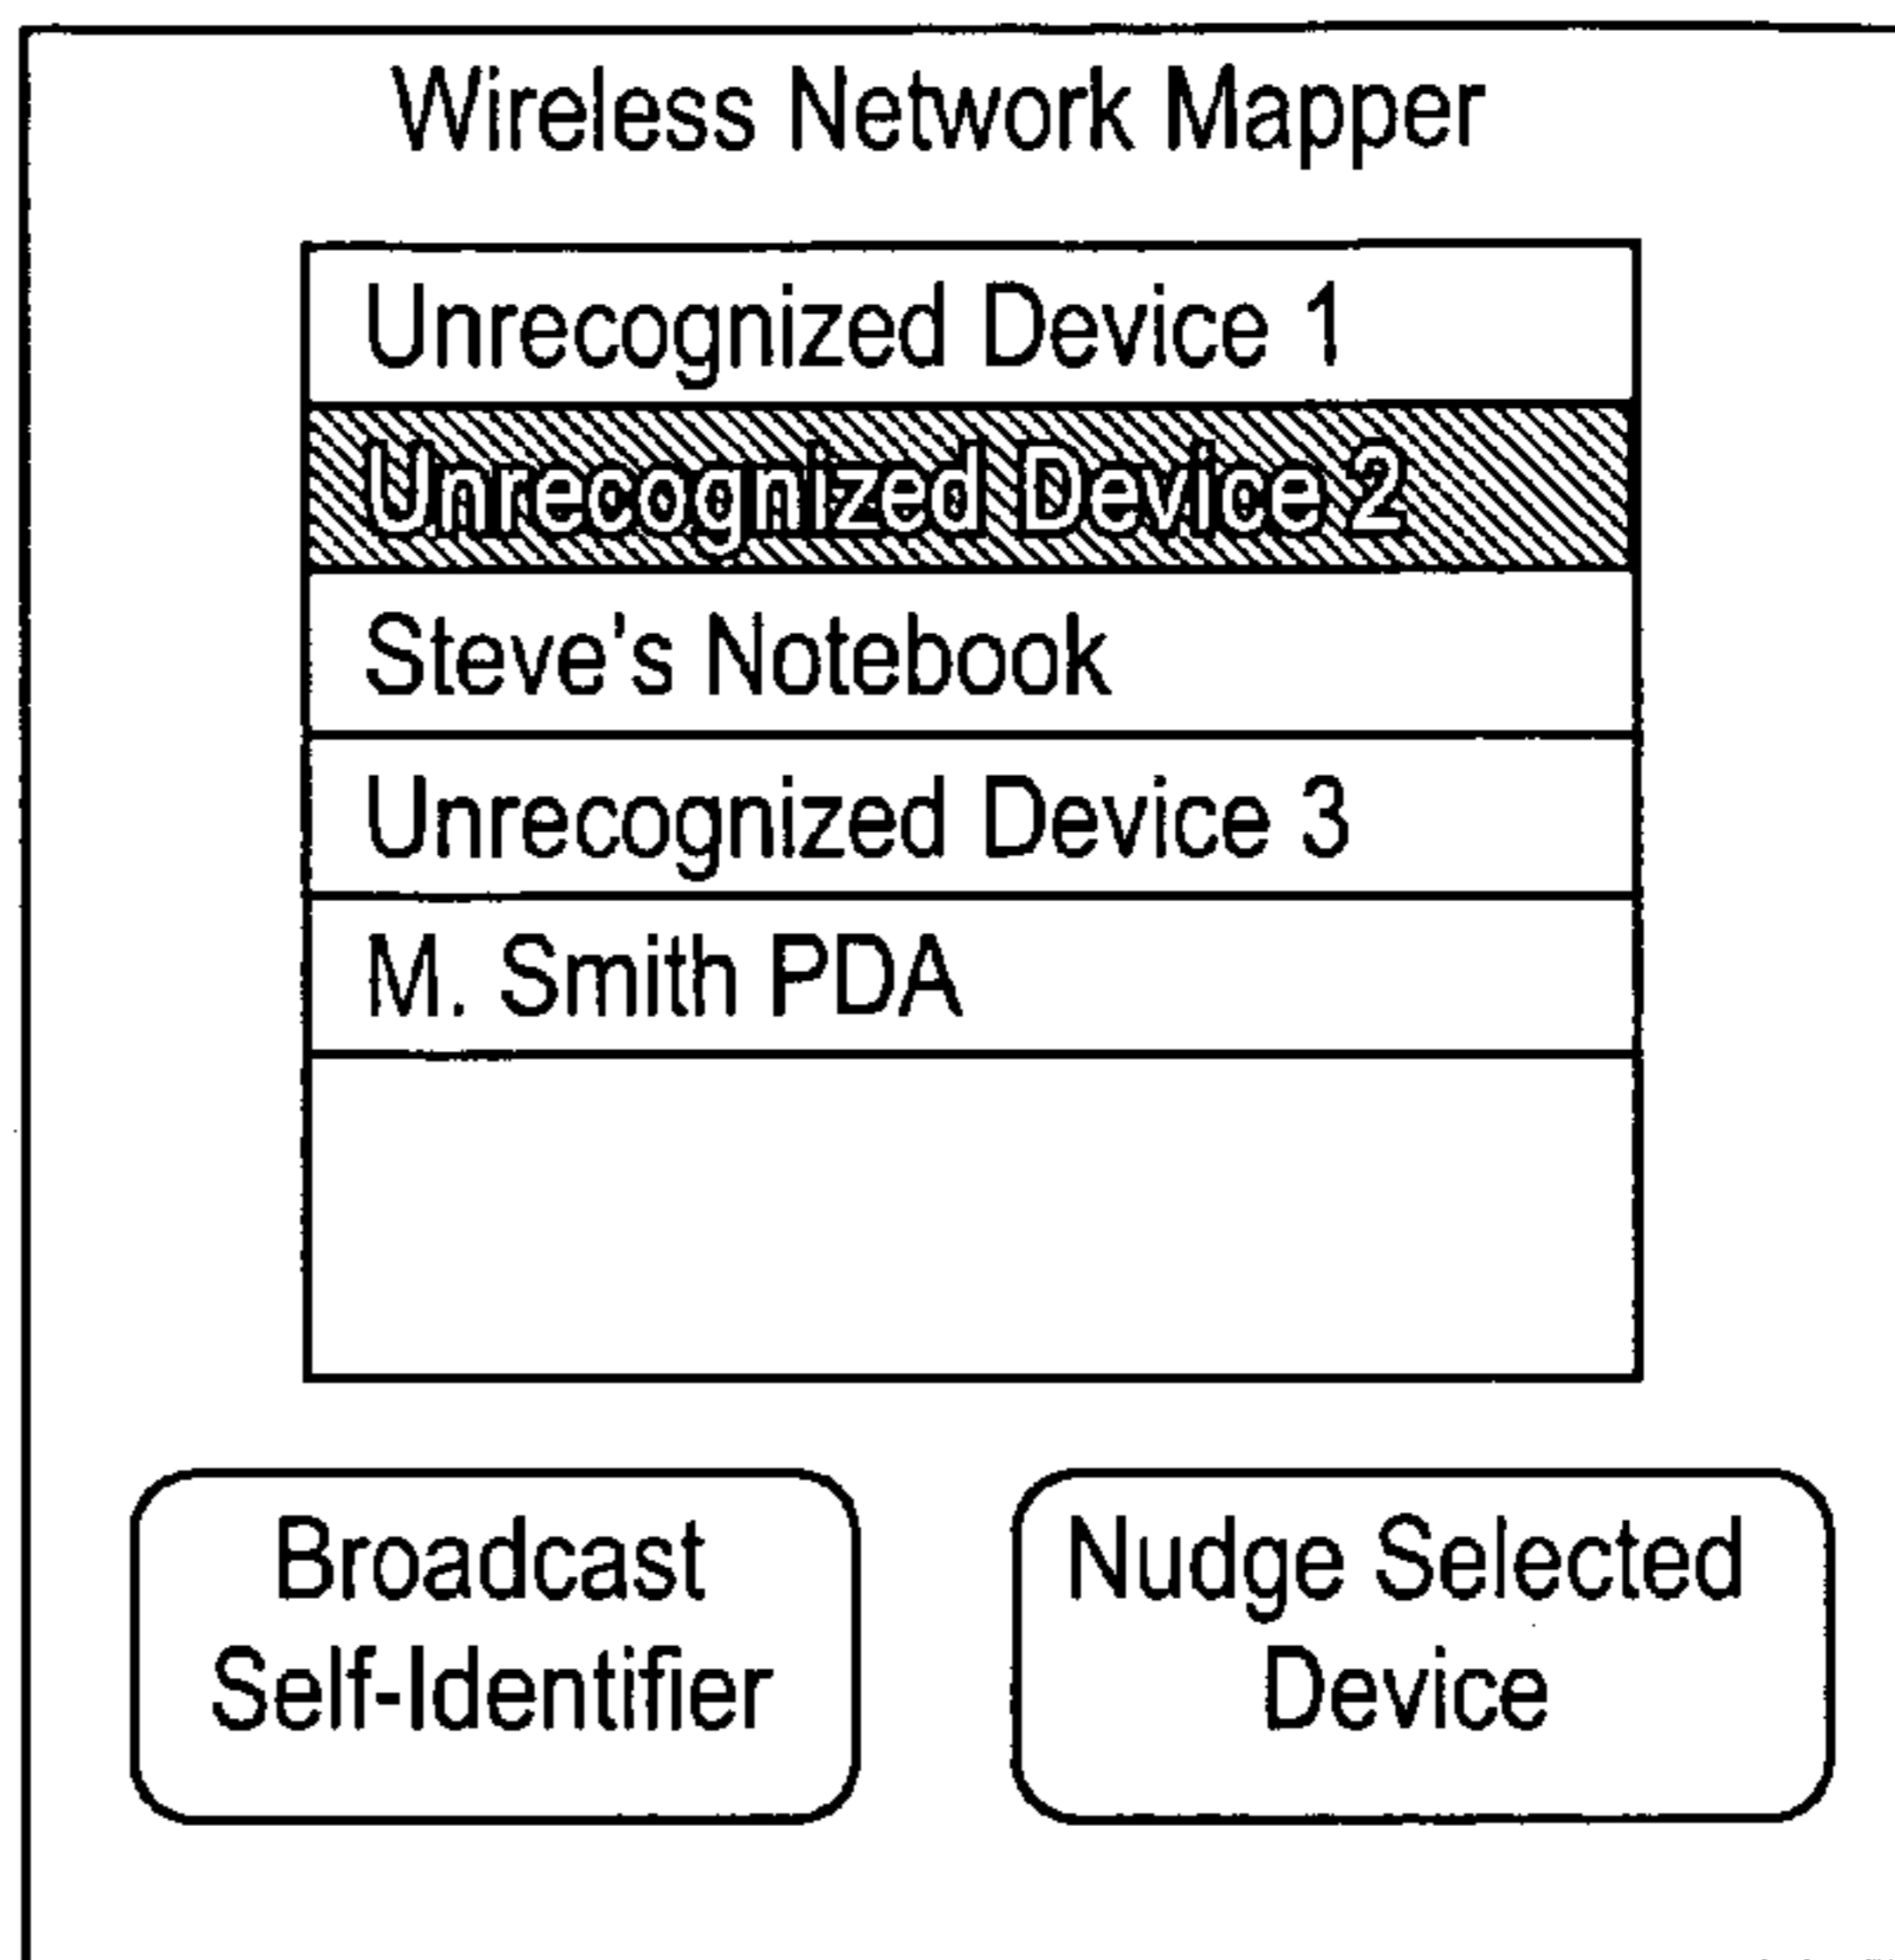 Wireless Network Mapper
Unrecognized Device 1
Unrecognized Device 2
Steve's Notebook
Unrecognized Device 3
M. Smith PDA
Broadcast
Self-Identifier
Nudge Selected
Device